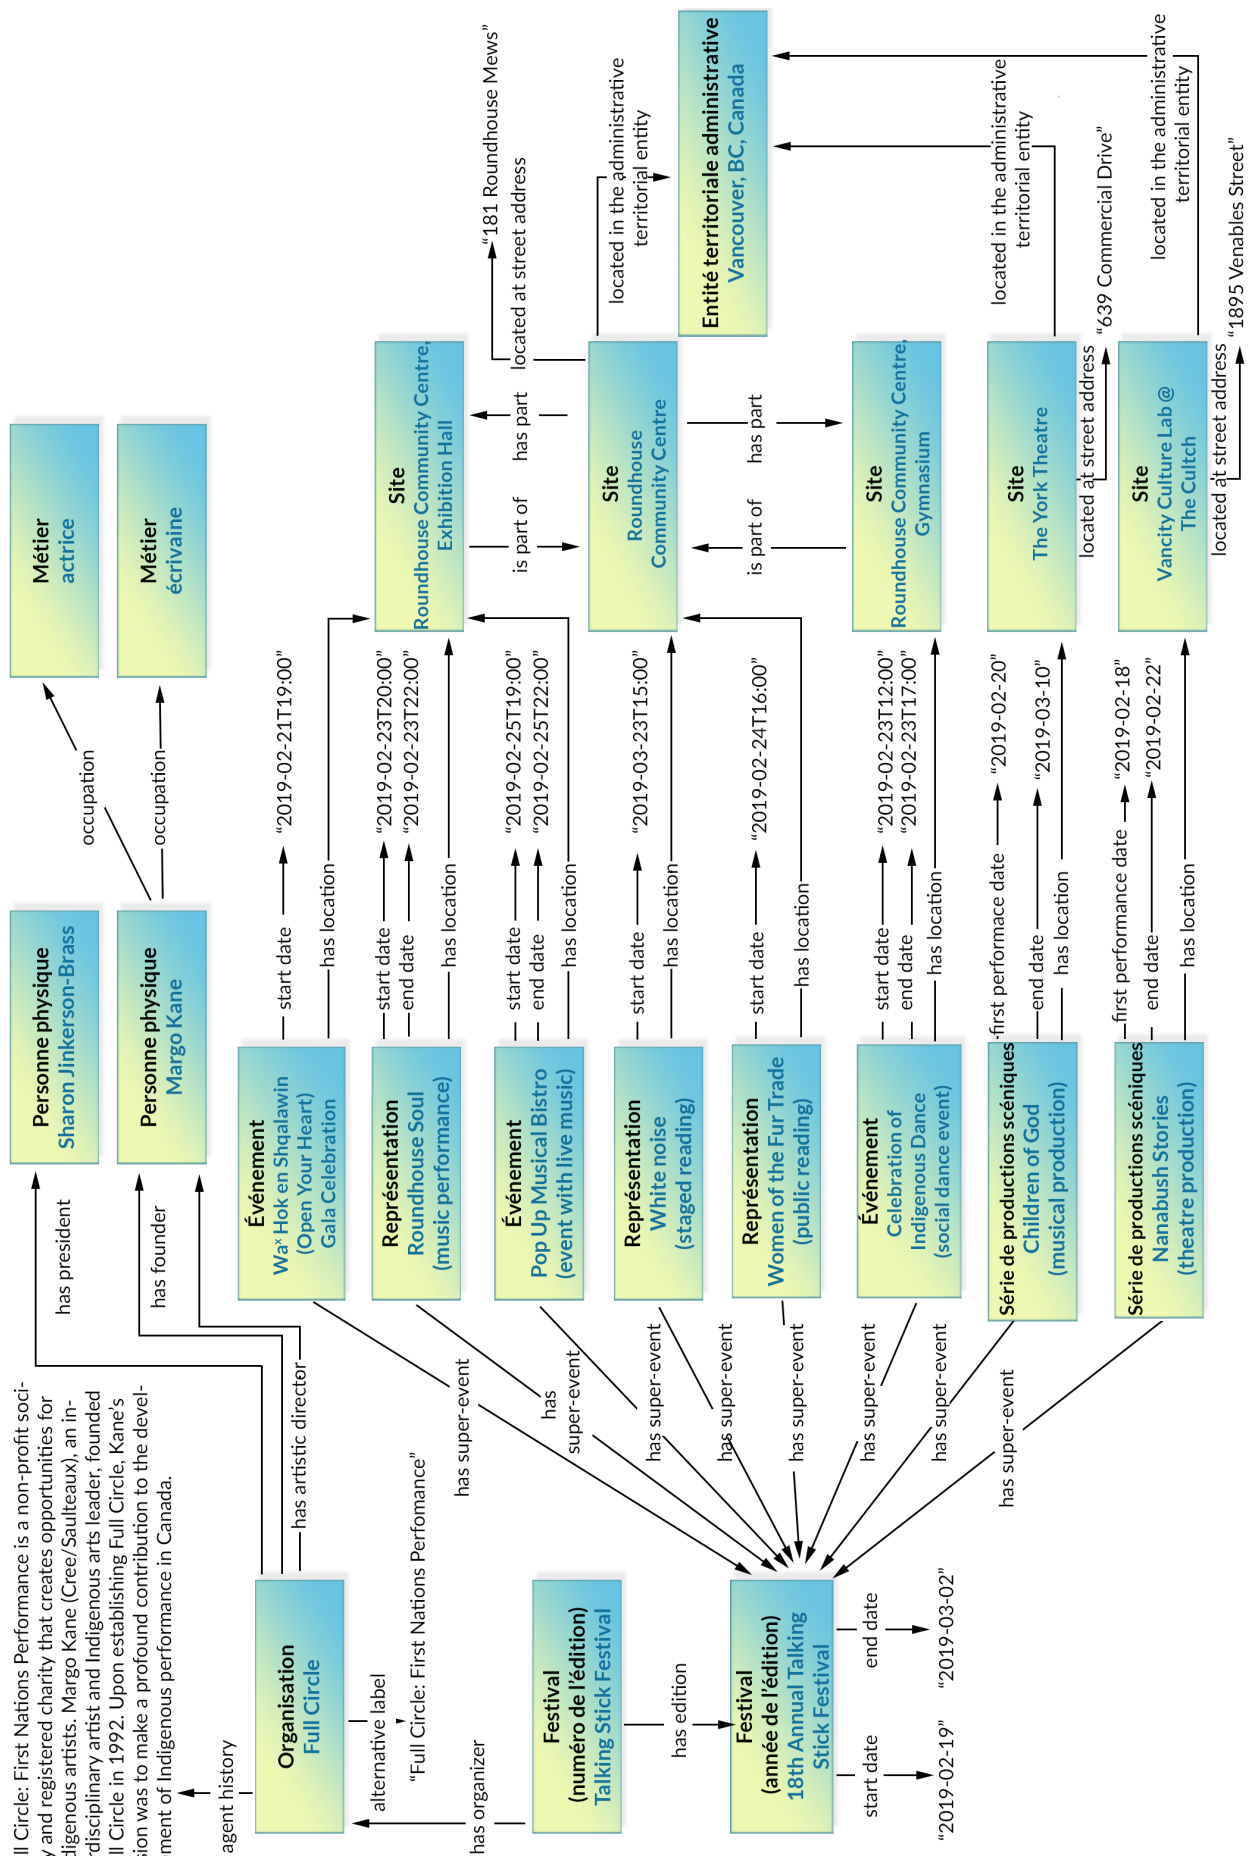 ll Circle: First Nations Performance is a non-profit soci-
y and registered charity that creates opportunities for
digenous artists. Margo Kane (Cree/Saulteaux), an in-
rdisciplinary artist and Indigenous arts leader, founded
ll Circle in 1992. Upon establishing Full Circle, Kane's
sion was to make a profound contribution to the devel-
ment of Indigenous performance in Canada.
agent history
Organisation
Full Circle
alternative label
“Full Circle: First Nations Perfomance”
has organizer
Festival
(numéro de l'édition)
Talking Stick Festival
has edition
Festival
(année de l'édition)
18th Annual Talking
Stick Festival
start date
“2019-02-19”
end date
“2019-03-02”
has president
has founder
has artistic director
has super-event
has
super-event
has super-event
has super-event
has super-event
has super-event
has super-event
has super-event
Personne physique
Sharon Jinkerson-Brass
Personne physique
Margo Kane
occupation
occupation
Métier
actrice
Métier
écrivaine
Événement
Waˣ Hok en Shqalawin
(Open Your Heart)
Gala Celebration
start date
“2019-02-21T19:00”
has location
Représentation
Roundhouse Soul
(music performance)
start date
“2019-02-23T20:00”
end date
“2019-02-23T22:00”
has location
Événement
Pop Up Musical Bistro
(event with live music)
start date
“2019-02-25T19:00”
end date
“2019-02-25T22:00”
has location
Représentation
White noise
(staged reading)
start date
“2019-03-23T15:00”
has location
Représentation
Women of the Fur Trade
(public reading)
start date
“2019-02-24T16:00”
has location
Événement
Celebration of
Indigenous Dance
(social dance event)
start date
“2019-02-23T12:00”
end date
“2019-02-23T17:00”
has location
Série de productions scéniques
Children of God
(musical production)
first performace date
“2019-02-20”
end date
“2019-03-10”
has location
Série de productions scéniques
Nanabush Stories
(theatre production)
first performance date
“2019-02-18”
end date
“2019-02-22”
has location
Site
Roundhouse Community Centre,
Exhibition Hall
is part of
has part
Site
Roundhouse
Community Centre
is part of
has part
Site
Roundhouse Community Centre,
Gymnasium
Site
The York Theatre
located at street address
“639 Commercial Drive”
Site
Vancity Culture Lab @
The Cultch
located at street address
“1895 Venables Street”
“181 Roundhouse Mews”
located at street address
located in the administrative
territorial entity
Entité territoriale administrative
Vancouver, BC, Canada
located in the administrative
territorial entity
located in the administrative
territorial entity